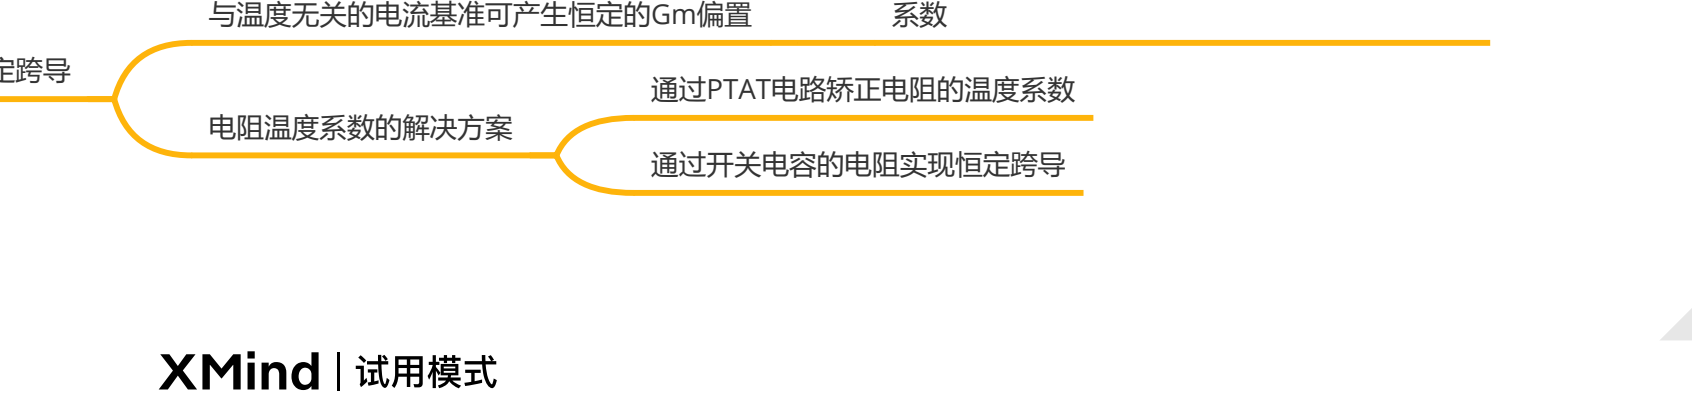 与温度无关的电流基准可产生恒定的Gm偏置 系数
定跨导
通过PTAT电路矫正电阻的温度系数
电阻温度系数的解决方案
通过开关电容的电阻实现恒定跨导
XMind | 试用模式